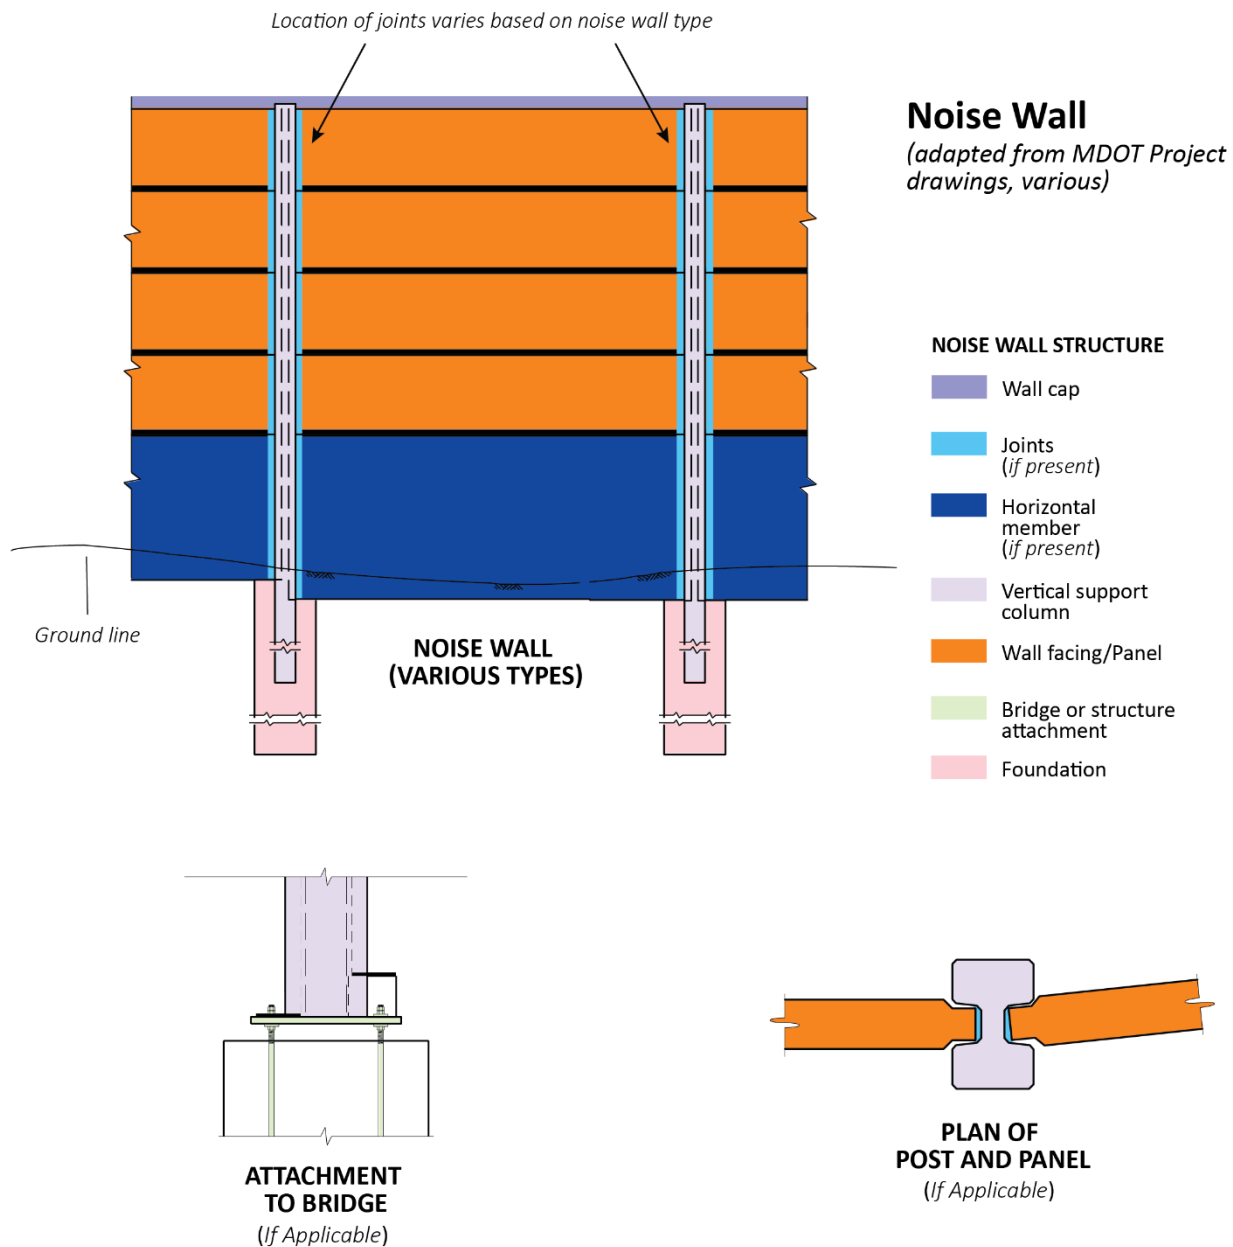 Location of joints varies based on noise wall type
Noise Wall
(adapted from MDOT Project
drawings, various)
NOISE WALL STRUCTURE
Wall cap
Joints
(if present)
Horizontal
member
(if present)
Vertical support
column
Wall facing/Panel
Bridge or structure
attachment
Foundation
Ground line
NOISE WALL
(VARIOUS TYPES)
ATTACHMENT
TO BRIDGE
(If Applicable)
PLAN OF
POST AND PANEL
(If Applicable)